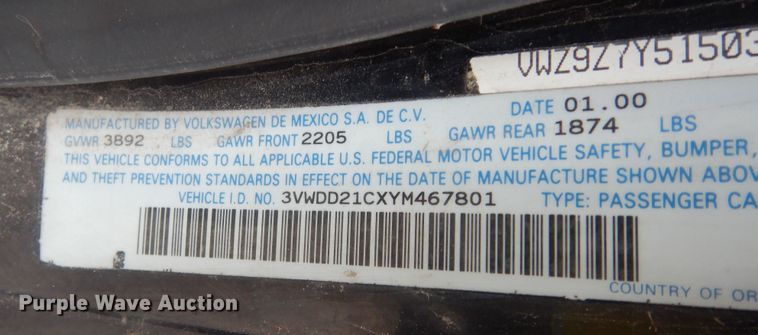 VWZ9Z7Y51503
MANUFACTURED BY VOLKSWAGEN DE MEXICO S.A. DE C.V. DATE 01.00
GVWR 3892 LBS GAWR FRONT 2205 LBS GAWR REAR 1874 LBS
THIS VEHICLE CONFORMS TO ALL APPLICABLE U.S. FEDERAL MOTOR VEHICLE SAFETY, BUMPER,
AND THEFT PREVENTION STANDARDS IN EFFECT ON THE DATE OF MANUFACTURE SHOWN ABOV
VEHICLE I.D. NO. 3VWDD21CXYM467801 TYPE: PASSENGER CA
COUNTRY OF OR
Purple Wave Auction